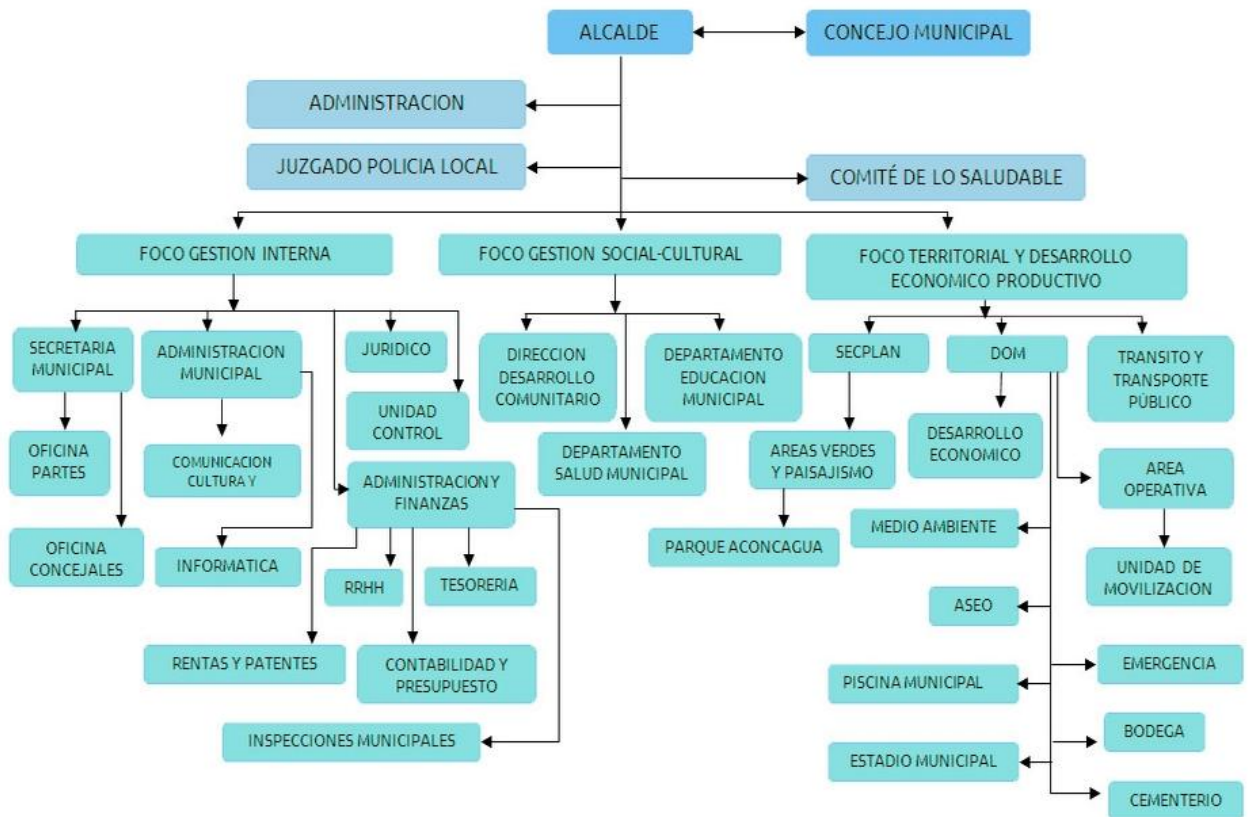 ALCALDE
CONCEJO MUNICIPAL
ADMINISTRACION
JUZGADO POLICIA LOCAL
COMITÉ DE LO SALUDABLE
FOCO GESTION INTERNA
FOCO GESTION SOCIAL-CULTURAL
FOCO TERRITORIAL Y DESARROLLO
ECONOMICO PRODUCTIVO
SECRETARIA
MUNICIPAL
ADMINISTRACION
MUNICIPAL
JURIDICO
UNIDAD
CONTROL
OFICINA
PARTES
COMUNICACION
CULTURA Y
ADMINISTRACION Y
FINANZAS
OFICINA
CONCEJALES
INFORMATICA
RRHH
TESORERIA
RENTAS Y PATENTES
CONTABILIDAD Y
PRESUPUESTO
INSPECCIONES MUNICIPALES
DIRECCION
DESARROLLO
COMUNITARIO
DEPARTAMENTO
EDUCACION
MUNICIPAL
DEPARTAMENTO
SALUD MUNICIPAL
SECPLAN
DOM
TRANSITO Y
TRANSPORTE
PÚBLICO
AREAS VERDES
Y PAISAJISMO
DESARROLLO
ECONOMICO
AREA
OPERATIVA
PARQUE ACONCAGUA
MEDIO AMBIENTE
UNIDAD DE
MOVILIZACION
ASEO
EMERGENCIA
PISCINA MUNICIPAL
BODEGA
ESTADIO MUNICIPAL
CEMENTERIO